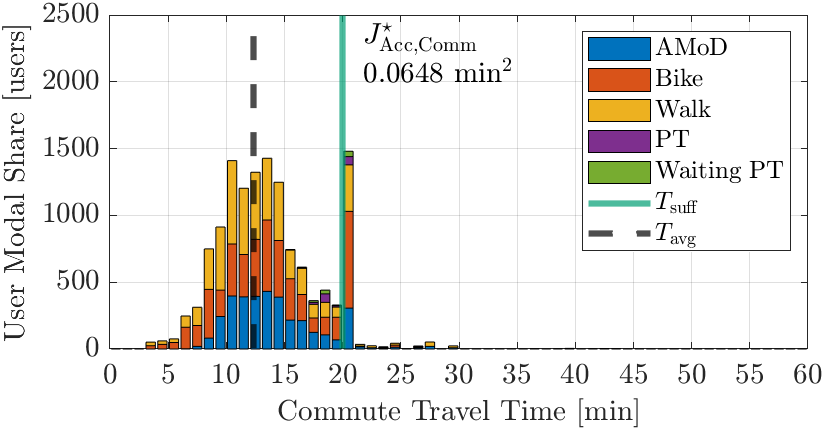 2500
2000
1500
1000
500
0
User Modal Share [users]
J⋆Acc,Comm
0.0648 min²
AMoD
Bike
Walk
PT
Waiting PT
Tsuff
Tavg
0 5 10 15 20 25 30 35 40 45 50 55 60
Commute Travel Time [min]